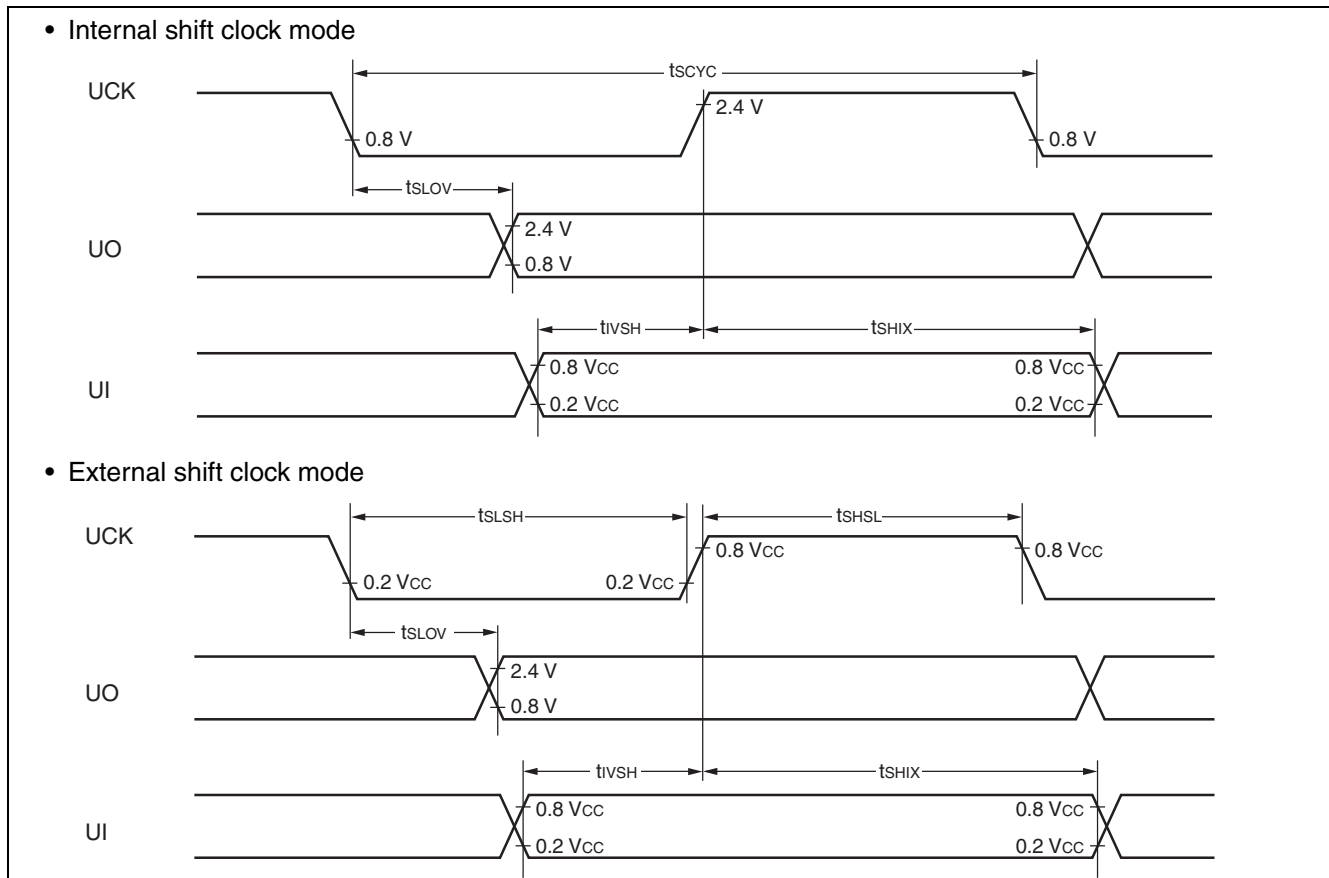 • Internal shift clock mode
tSCYC
UCK
2.4 V
0.8 V
0.8 V
tSLOV
UO
2.4 V
0.8 V
tIVSH
tSHIX
UI
0.8 VCC
0.8 VCC
0.2 VCC
0.2 VCC
• External shift clock mode
tSLSH
tSHSL
UCK
0.8 VCC
0.8 VCC
0.2 VCC
0.2 VCC
tSLOV
UO
2.4 V
0.8 V
tIVSH
tSHIX
UI
0.8 VCC
0.8 VCC
0.2 VCC
0.2 VCC